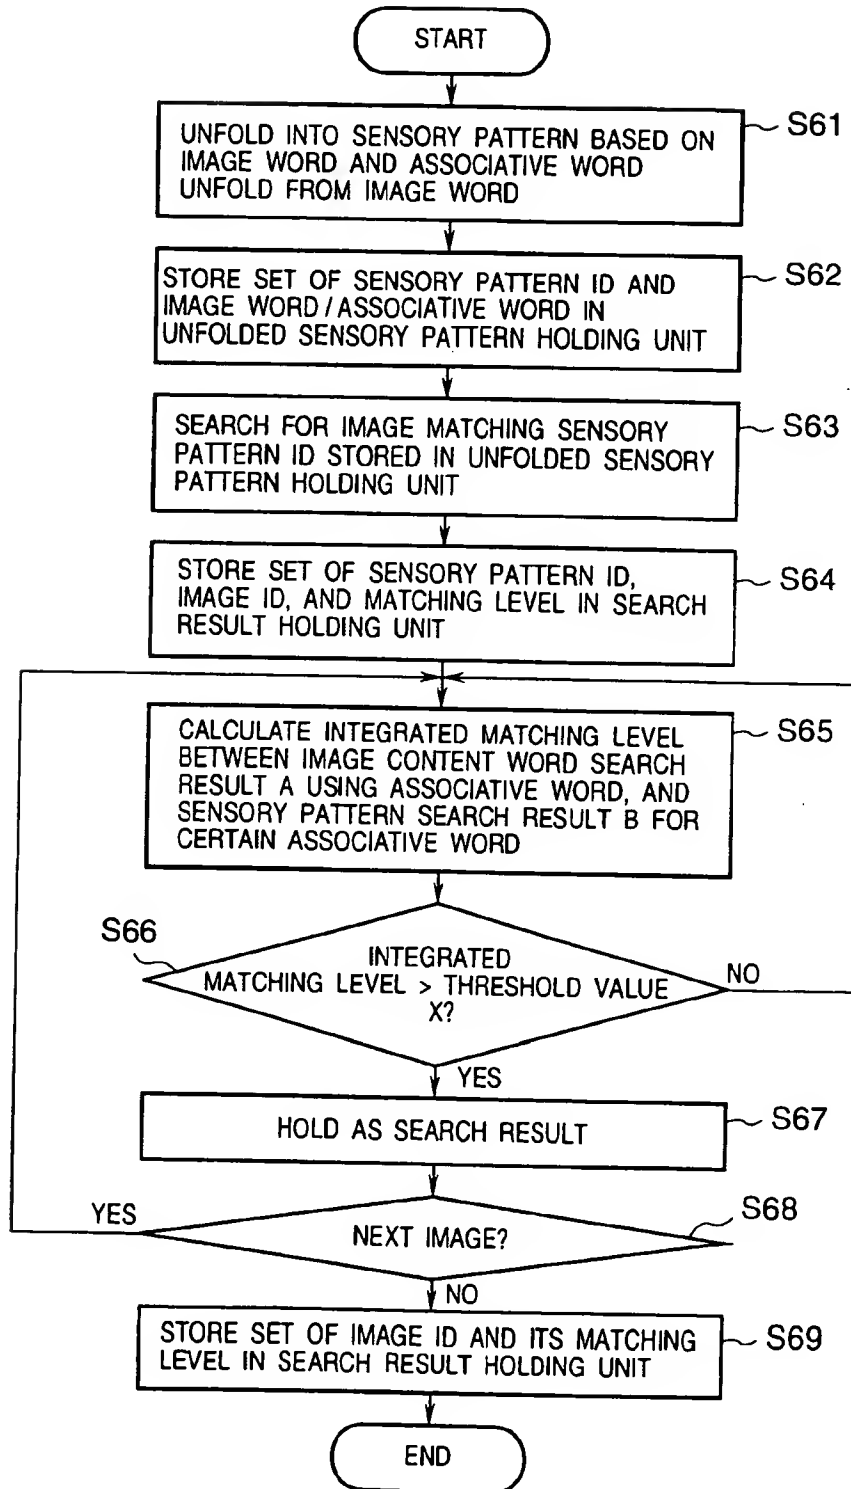 START
UNFOLD INTO SENSORY PATTERN BASED ON
IMAGE WORD AND ASSOCIATIVE WORD
UNFOLD FROM IMAGE WORD
S61
STORE SET OF SENSORY PATTERN ID AND
IMAGE WORD/ASSOCIATIVE WORD IN
UNFOLDED SENSORY PATTERN HOLDING UNIT
S62
SEARCH FOR IMAGE MATCHING SENSORY
PATTERN ID STORED IN UNFOLDED SENSORY
PATTERN HOLDING UNIT
S63
STORE SET OF SENSORY PATTERN ID,
IMAGE ID, AND MATCHING LEVEL IN SEARCH
RESULT HOLDING UNIT
S64
CALCULATE INTEGRATED MATCHING LEVEL
BETWEEN IMAGE CONTENT WORD SEARCH
RESULT A USING ASSOCIATIVE WORD, AND
SENSORY PATTERN SEARCH RESULT B FOR
CERTAIN ASSOCIATIVE WORD
S65
S66
INTEGRATED
MATCHING LEVEL > THRESHOLD VALUE
X?
NO
YES
HOLD AS SEARCH RESULT
S67
YES
NEXT IMAGE?
S68
NO
STORE SET OF IMAGE ID AND ITS MATCHING
LEVEL IN SEARCH RESULT HOLDING UNIT
S69
END